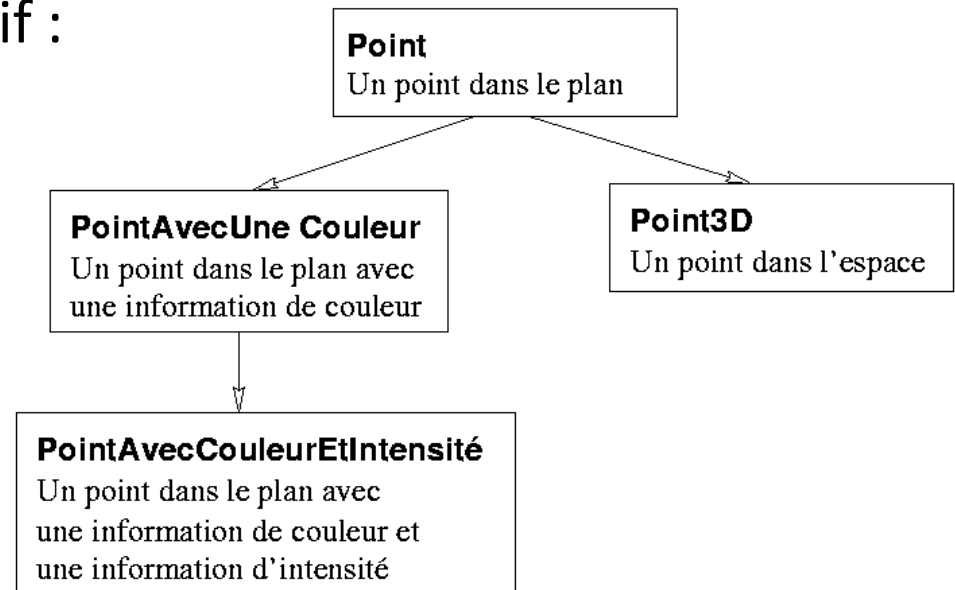 if :
Point
Un point dans le plan
PointAvecUne Couleur
Un point dans le plan avec
une information de couleur
Point3D
Un point dans l'espace
PointAvecCouleurEtIntensité
Un point dans le plan avec
une information de couleur et
une information d'intensité